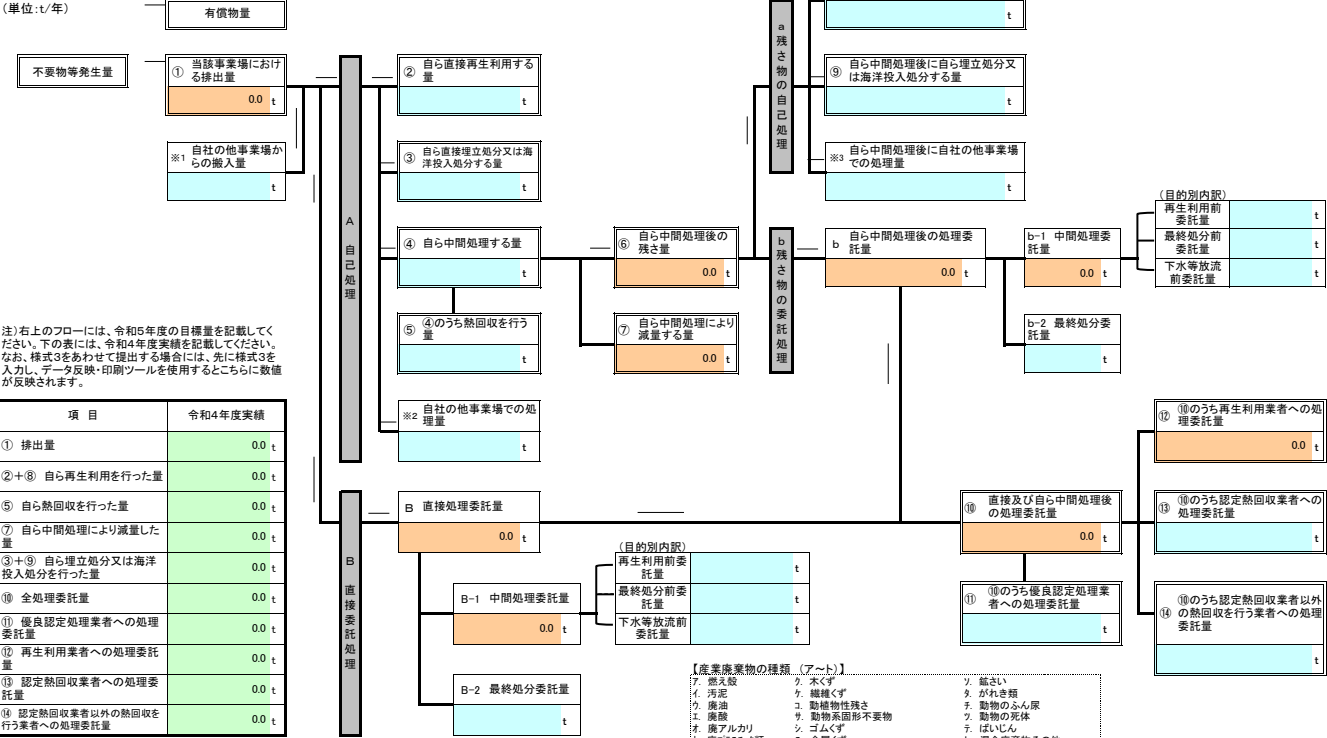 (単位:t/年)
有償物量
t
不要物等発生量
① 当該事業場におけ
る排出量
0.0 t
※1 自社の他事業場か
らの搬入量
t
A 自己処理
② 自ら直接再生利用する
量
t
③ 自ら直接埋立処分又は海
洋投入処分する量
t
④ 自ら中間処理する量
t
⑤ ④のうち熱回収を行う
量
t
※2 自社の他事業場での処
理量
t
⑥ 自ら中間処理後の
残さ量
0.0 t
⑦ 自ら中間処理により
減量する量
0.0 t
a 残さ物の自己処理
⑨ 自ら中間処理後に自ら埋立処分又
は海洋投入処分する量
t
※3 自ら中間処理後に自社の他事業場
での処理量
t
b 残さ物の委託処理
b 自ら中間処理後の処理委
託量
0.0 t
b-1 中間処理委
託量
0.0 t
(目的別内訳)
再生利用前
委託量 t
最終処分前
委託量 t
下水等放流
前委託量 t
b-2 最終処分委
託量
t
注)右上のフローには、令和5年度の目標量を記載してく
ださい。下の表には、令和4年度実績を記載してください。
なお、様式3をあわせて提出する場合には、先に様式3を
入力し、データ反映・印刷ツールを使用するとこちらに数値
が反映されます。
項 目 令和4年度実績
① 排出量 0.0 t
②+⑧ 自ら再生利用を行った量 0.0 t
⑤ 自ら熱回収を行った量 0.0 t
⑦ 自ら中間処理により減量した
量 0.0 t
③+⑨ 自ら埋立処分又は海洋
投入処分を行った量 0.0 t
⑩ 全処理委託量 0.0 t
⑪ 優良認定処理業者への処理
委託量 0.0 t
⑫ 再生利用業者への処理委託
量 0.0 t
⑬ 認定熱回収業者への処理委
託量 0.0 t
⑭ 認定熱回収業者以外の熱回収を
行う業者への処理委託量 0.0 t
B 直接委託処理
B 直接処理委託量
0.0 t
B-1 中間処理委託量
0.0 t
(目的別内訳)
再生利用前委
託量 t
最終処分前委
託量 t
下水等放流前
委託量 t
B-2 最終処分委託量
t
⑩ 直接及び自ら中間処理後
の処理委託量
0.0 t
⑪ ⑩のうち優良認定処理業
者への処理委託量
t
⑫ ⑩のうち再生利用業者への処
理委託量
0.0 t
⑬ ⑩のうち認定熱回収業者への
処理委託量
t
⑭ ⑩のうち認定熱回収業者以外
の熱回収を行う業者への処理
委託量
t
【産業廃棄物の種類 (ア~ト)】
ア. 燃え殻 ク. 木くず ソ. 鉱さい
イ. 汚泥 ケ. 繊維くず タ. がれき類
ウ. 廃油 コ. 動植物性残さ チ. 動物のふん尿
エ. 廃酸 サ. 動物系固形不要物 ツ. 動物の死体
オ. 廃アルカリ シ. ゴムくず テ. ばいじん